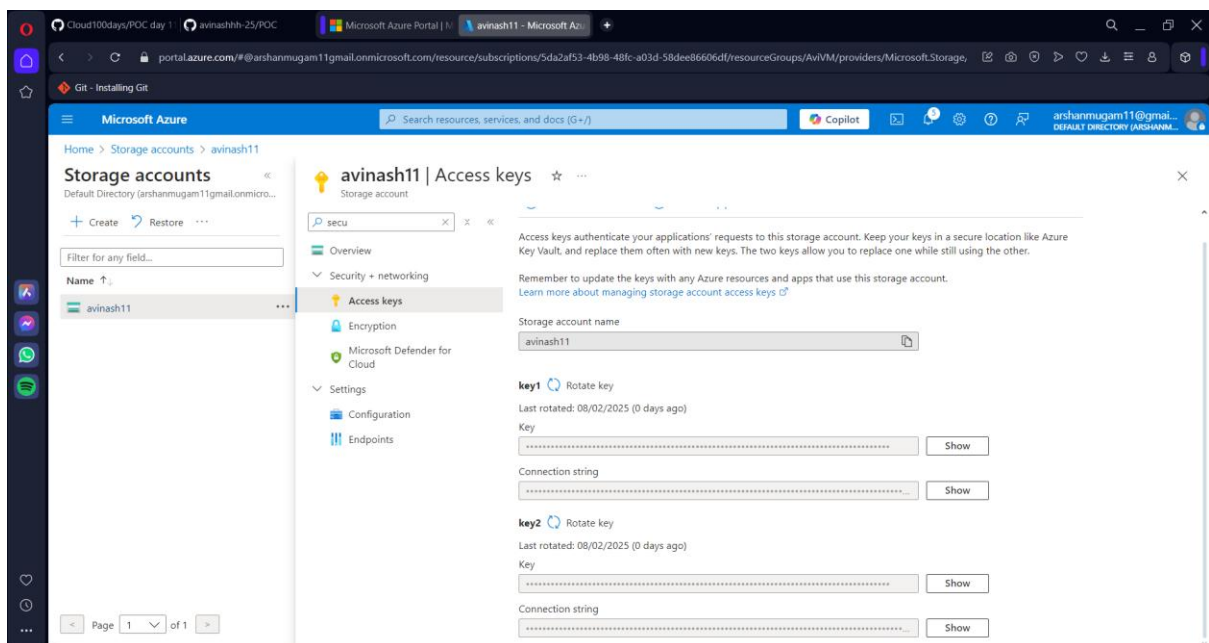 Cloud100days/POC day 1
avinashhh-25/POC
Microsoft Azure Portal | M
avinash11 - Microsoft Azu
portal.azure.com/#@arshanmugam11gmail.onmicrosoft.com/resource/subscriptions/5da2af53-4b98-48fc-a03d-58dee86606df/resourceGroups/AviVM/providers/Microsoft.Storage,
Git - Installing Git
Microsoft Azure
Search resources, services, and docs (G+/)
Copilot
arshanmugam11@gmai...
DEFAULT DIRECTORY (ARSHANM...
Home > Storage accounts > avinash11
Storage accounts
Default Directory (arshanmugam11gmail.onmicro...
+ Create Restore ...
Filter for any field...
Name ↑
avinash11 ...
Page 1 of 1
avinash11 | Access keys
Storage account
secu
Overview
Security + networking
Access keys
Encryption
Microsoft Defender for
Cloud
Settings
Configuration
Endpoints
Access keys authenticate your applications' requests to this storage account. Keep your keys in a secure location like Azure
Key Vault, and replace them often with new keys. The two keys allow you to replace one while still using the other.
Remember to update the keys with any Azure resources and apps that use this storage account.
Learn more about managing storage account access keys
Storage account name
avinash11
key1 Rotate key
Last rotated: 08/02/2025 (0 days ago)
Key
Show
Connection string
Show
key2 Rotate key
Last rotated: 08/02/2025 (0 days ago)
Key
Show
Connection string
Show